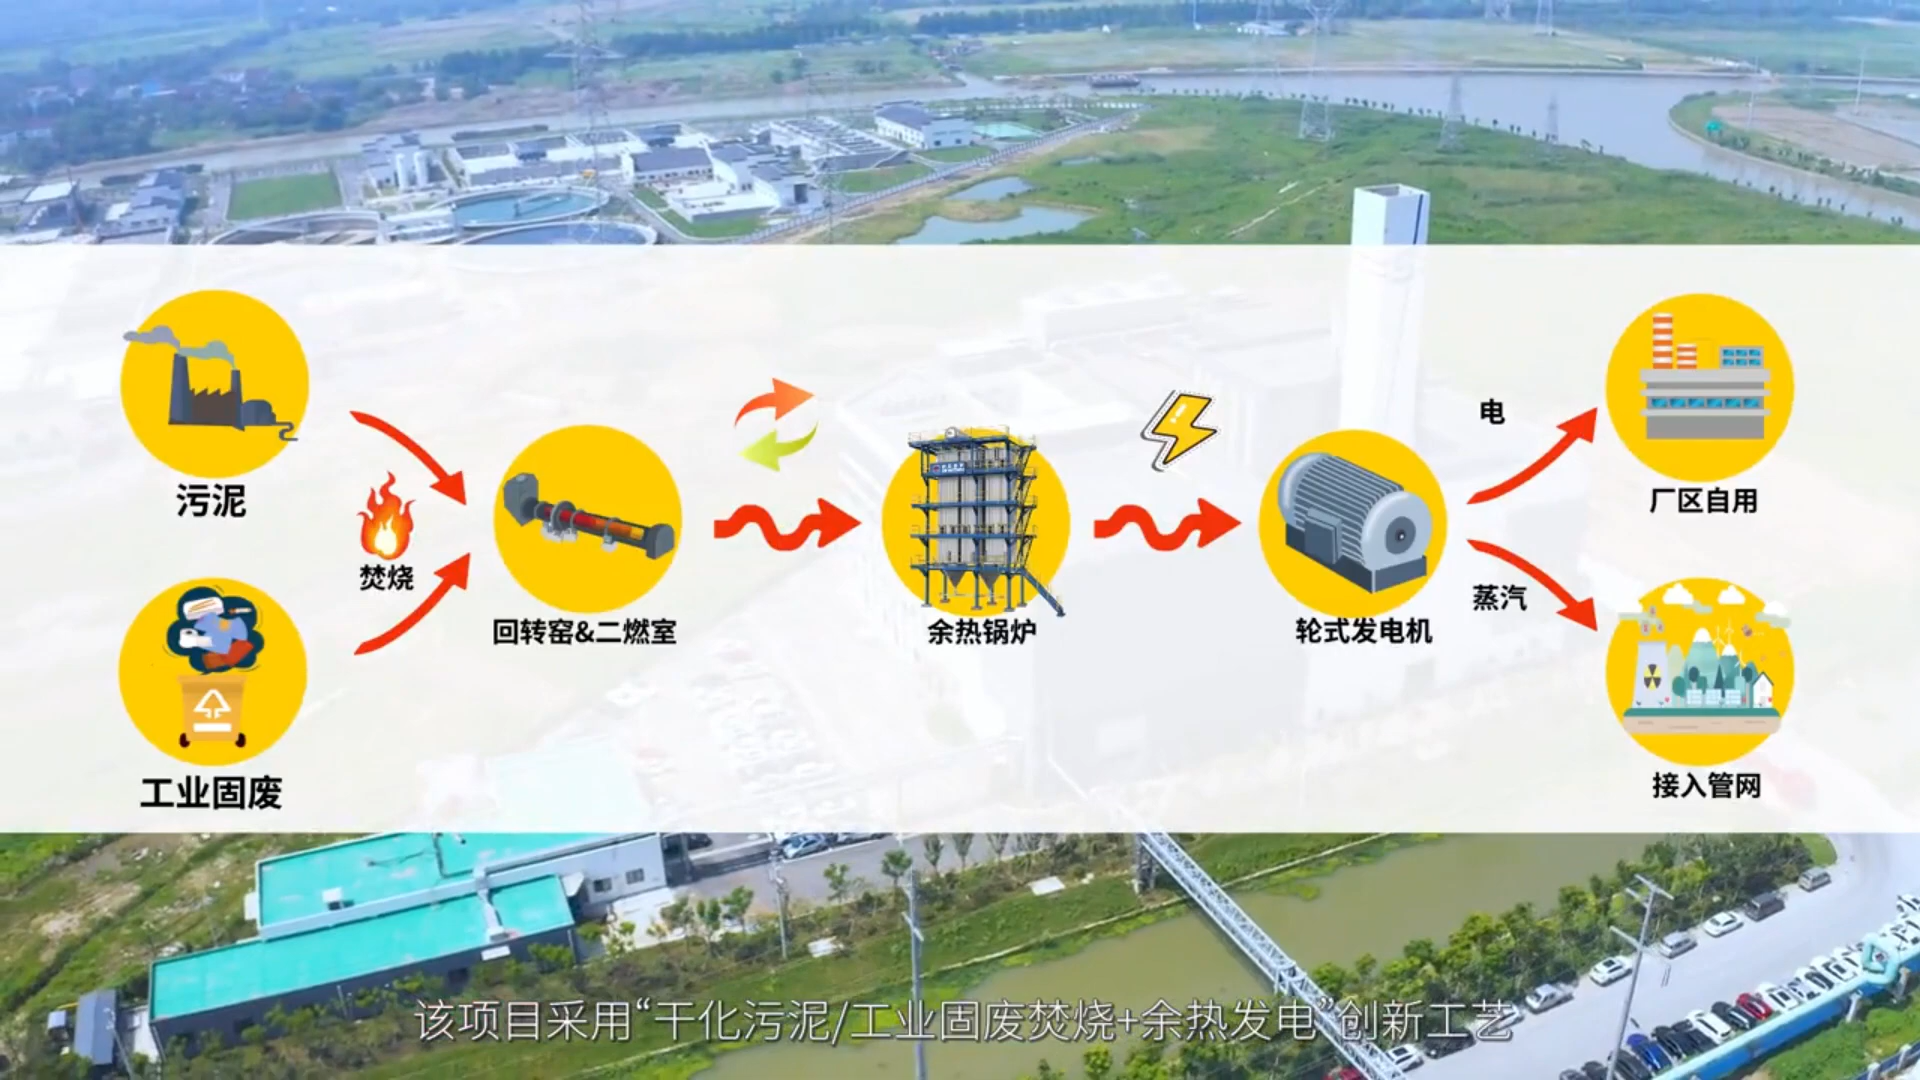 污泥
焚烧
工业固废
回转窑&二燃室
余热锅炉
轮式发电机
电
蒸汽
厂区自用
接入管网
该项目采用“干化污泥/工业固废焚烧+余热发电”创新工艺